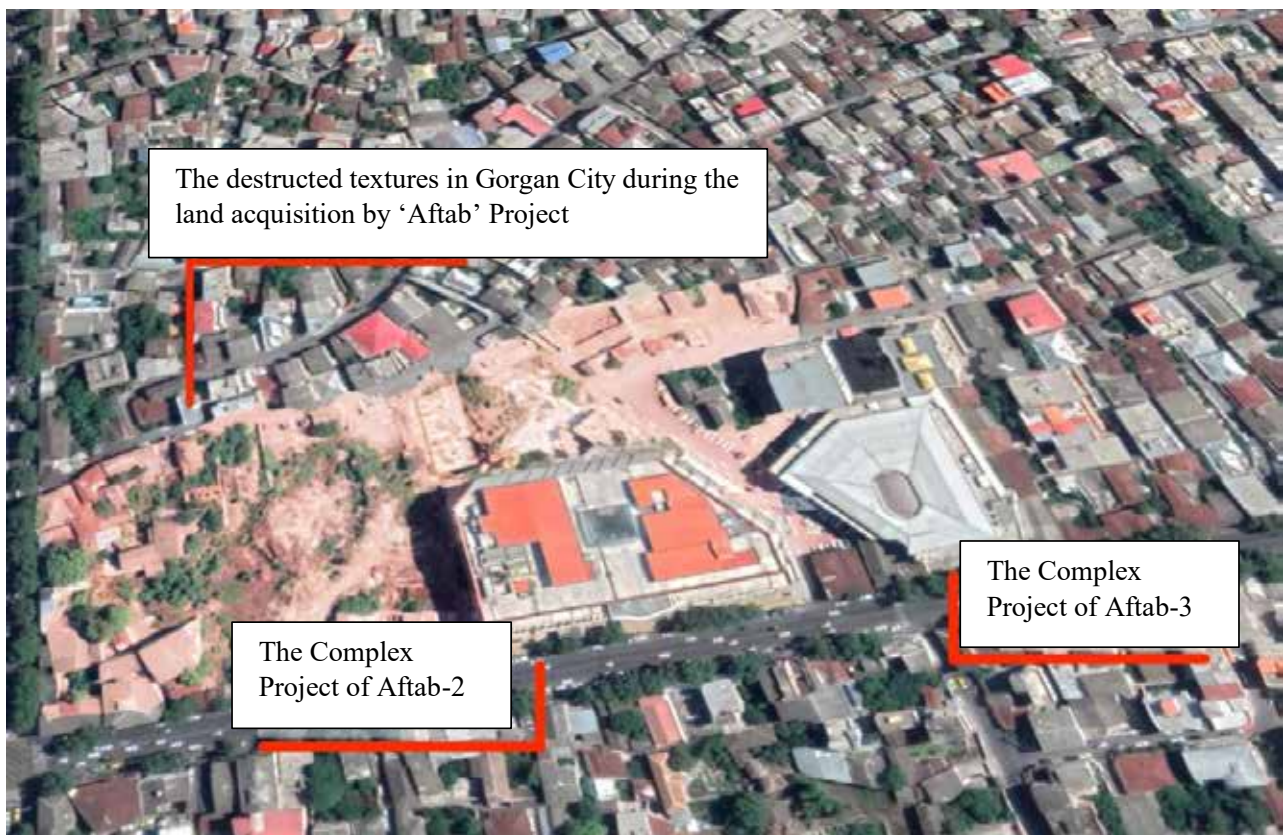 The destructed textures in Gorgan City during the
land acquisition by ‘Aftab’ Project
The Complex
Project of Aftab-3
The Complex
Project of Aftab-2